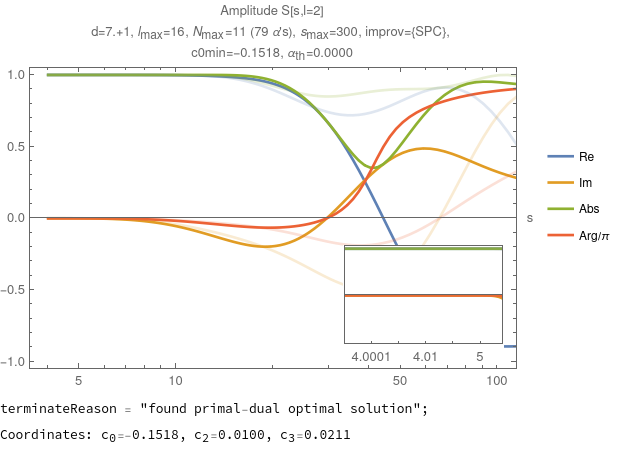 Amplitude S[s,l=2]
d=7.+1, lmax=16, Nmax=11 (79 α's), smax=300, improv={SPC},
c0min=-0.1518, αth=0.0000
1.0
0.5
0.0
-0.5
-1.0
s
Re
Im
Abs
Arg/π
4.0001 4.01 5
5 10 50 100
terminateReason = "found primal-dual optimal solution";
Coordinates: c0=-0.1518, c2=0.0100, c3=0.0211